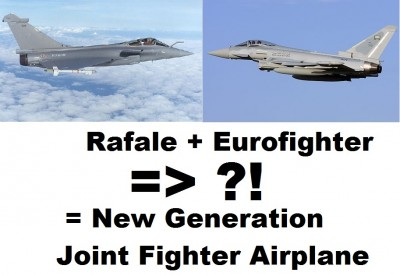 Rafale + Eurofighter
=> ?!
= New Generation
Joint Fighter Airplane